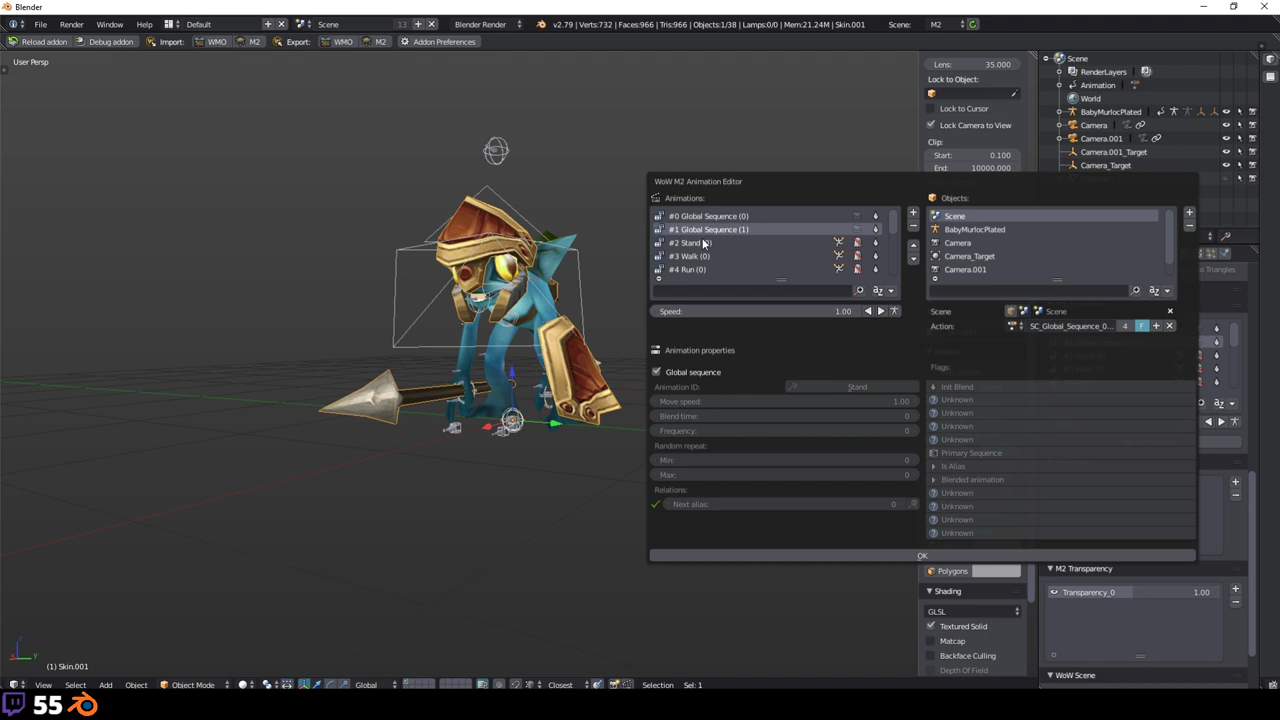 Blender
File Render Window Help Default Scene 13 Blender Render v2.79 | Verts:732 | Faces:966 | Tris:966 | Objects:1/38 | Lamps:0/0 | Mem:21.24M | Skin.001 Scene: M2
Reload addon Debug addon Import: WMO M2 Export: WMO M2 Addon Preferences
User Persp
Lens: 35.000
Lock to Object:
Lock to Cursor
Lock Camera to View
Clip:
Start: 0.100
End: 10000.000
Scene
RenderLayers
Animation
World
BabyMurlocPlated
Camera
Camera.001
Camera.001_Target
Camera_Target
WoW M2 Animation Editor
Animations:
#0 Global Sequence (0)
#1 Global Sequence (1)
#2 Stand (0)
#3 Walk (0)
#4 Run (0)
Speed: 1.00
Objects:
Scene
BabyMurlocPlated
Camera
Camera_Target
Camera.001
Scene Scene
Action: SC_Global_Sequence_0... 4 F
Animation properties
Global sequence
Animation ID: Stand
Move speed: 1.00
Blend time: 0
Frequency: 0
Random repeat:
Min: 0
Max: 0
Relations:
Next alias: 0
Flags:
Init Blend
Unknown
Unknown
Unknown
Unknown
Primary Sequence
Is Alias
Blended animation
Unknown
Unknown
Unknown
Unknown
OK
Polygons
Shading
GLSL
Textured Solid
Matcap
Backface Culling
Depth Of Field
M2 Transparency
Transparency_0 1.00
WoW Scene
(1) Skin.001
View Select Add Object Object Mode Global Closest Selection Sel: 1
55